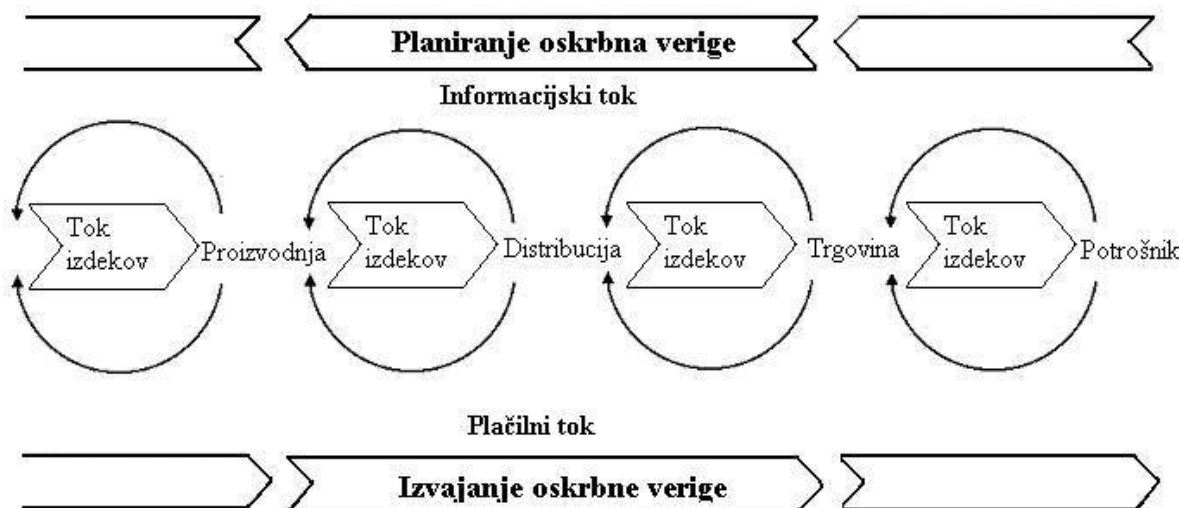 Planiranje oskrbna verige
Informacijski tok
Tok
izdekov
Proizvodnja
Tok
izdekov
Distribucija
Tok
izdekov
Trgovina
Tok
izdekov
Potrošnik
Plačilni tok
Izvajanje oskrbne verige